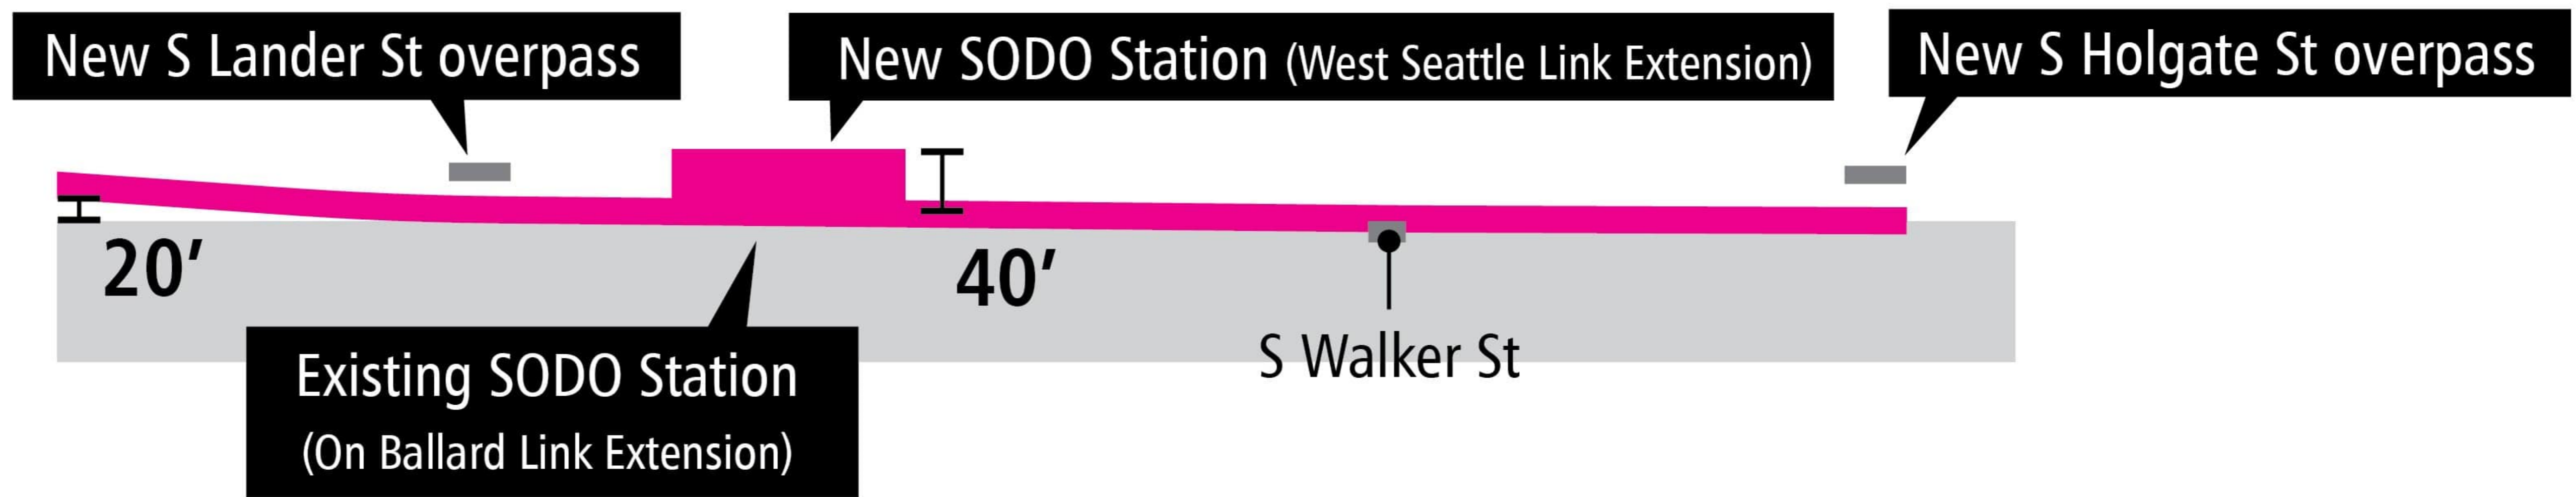 New S Lander St overpass
New SODO Station (West Seattle Link Extension)
New S Holgate St overpass
20′
40′
S Walker St
Existing SODO Station
(On Ballard Link Extension)